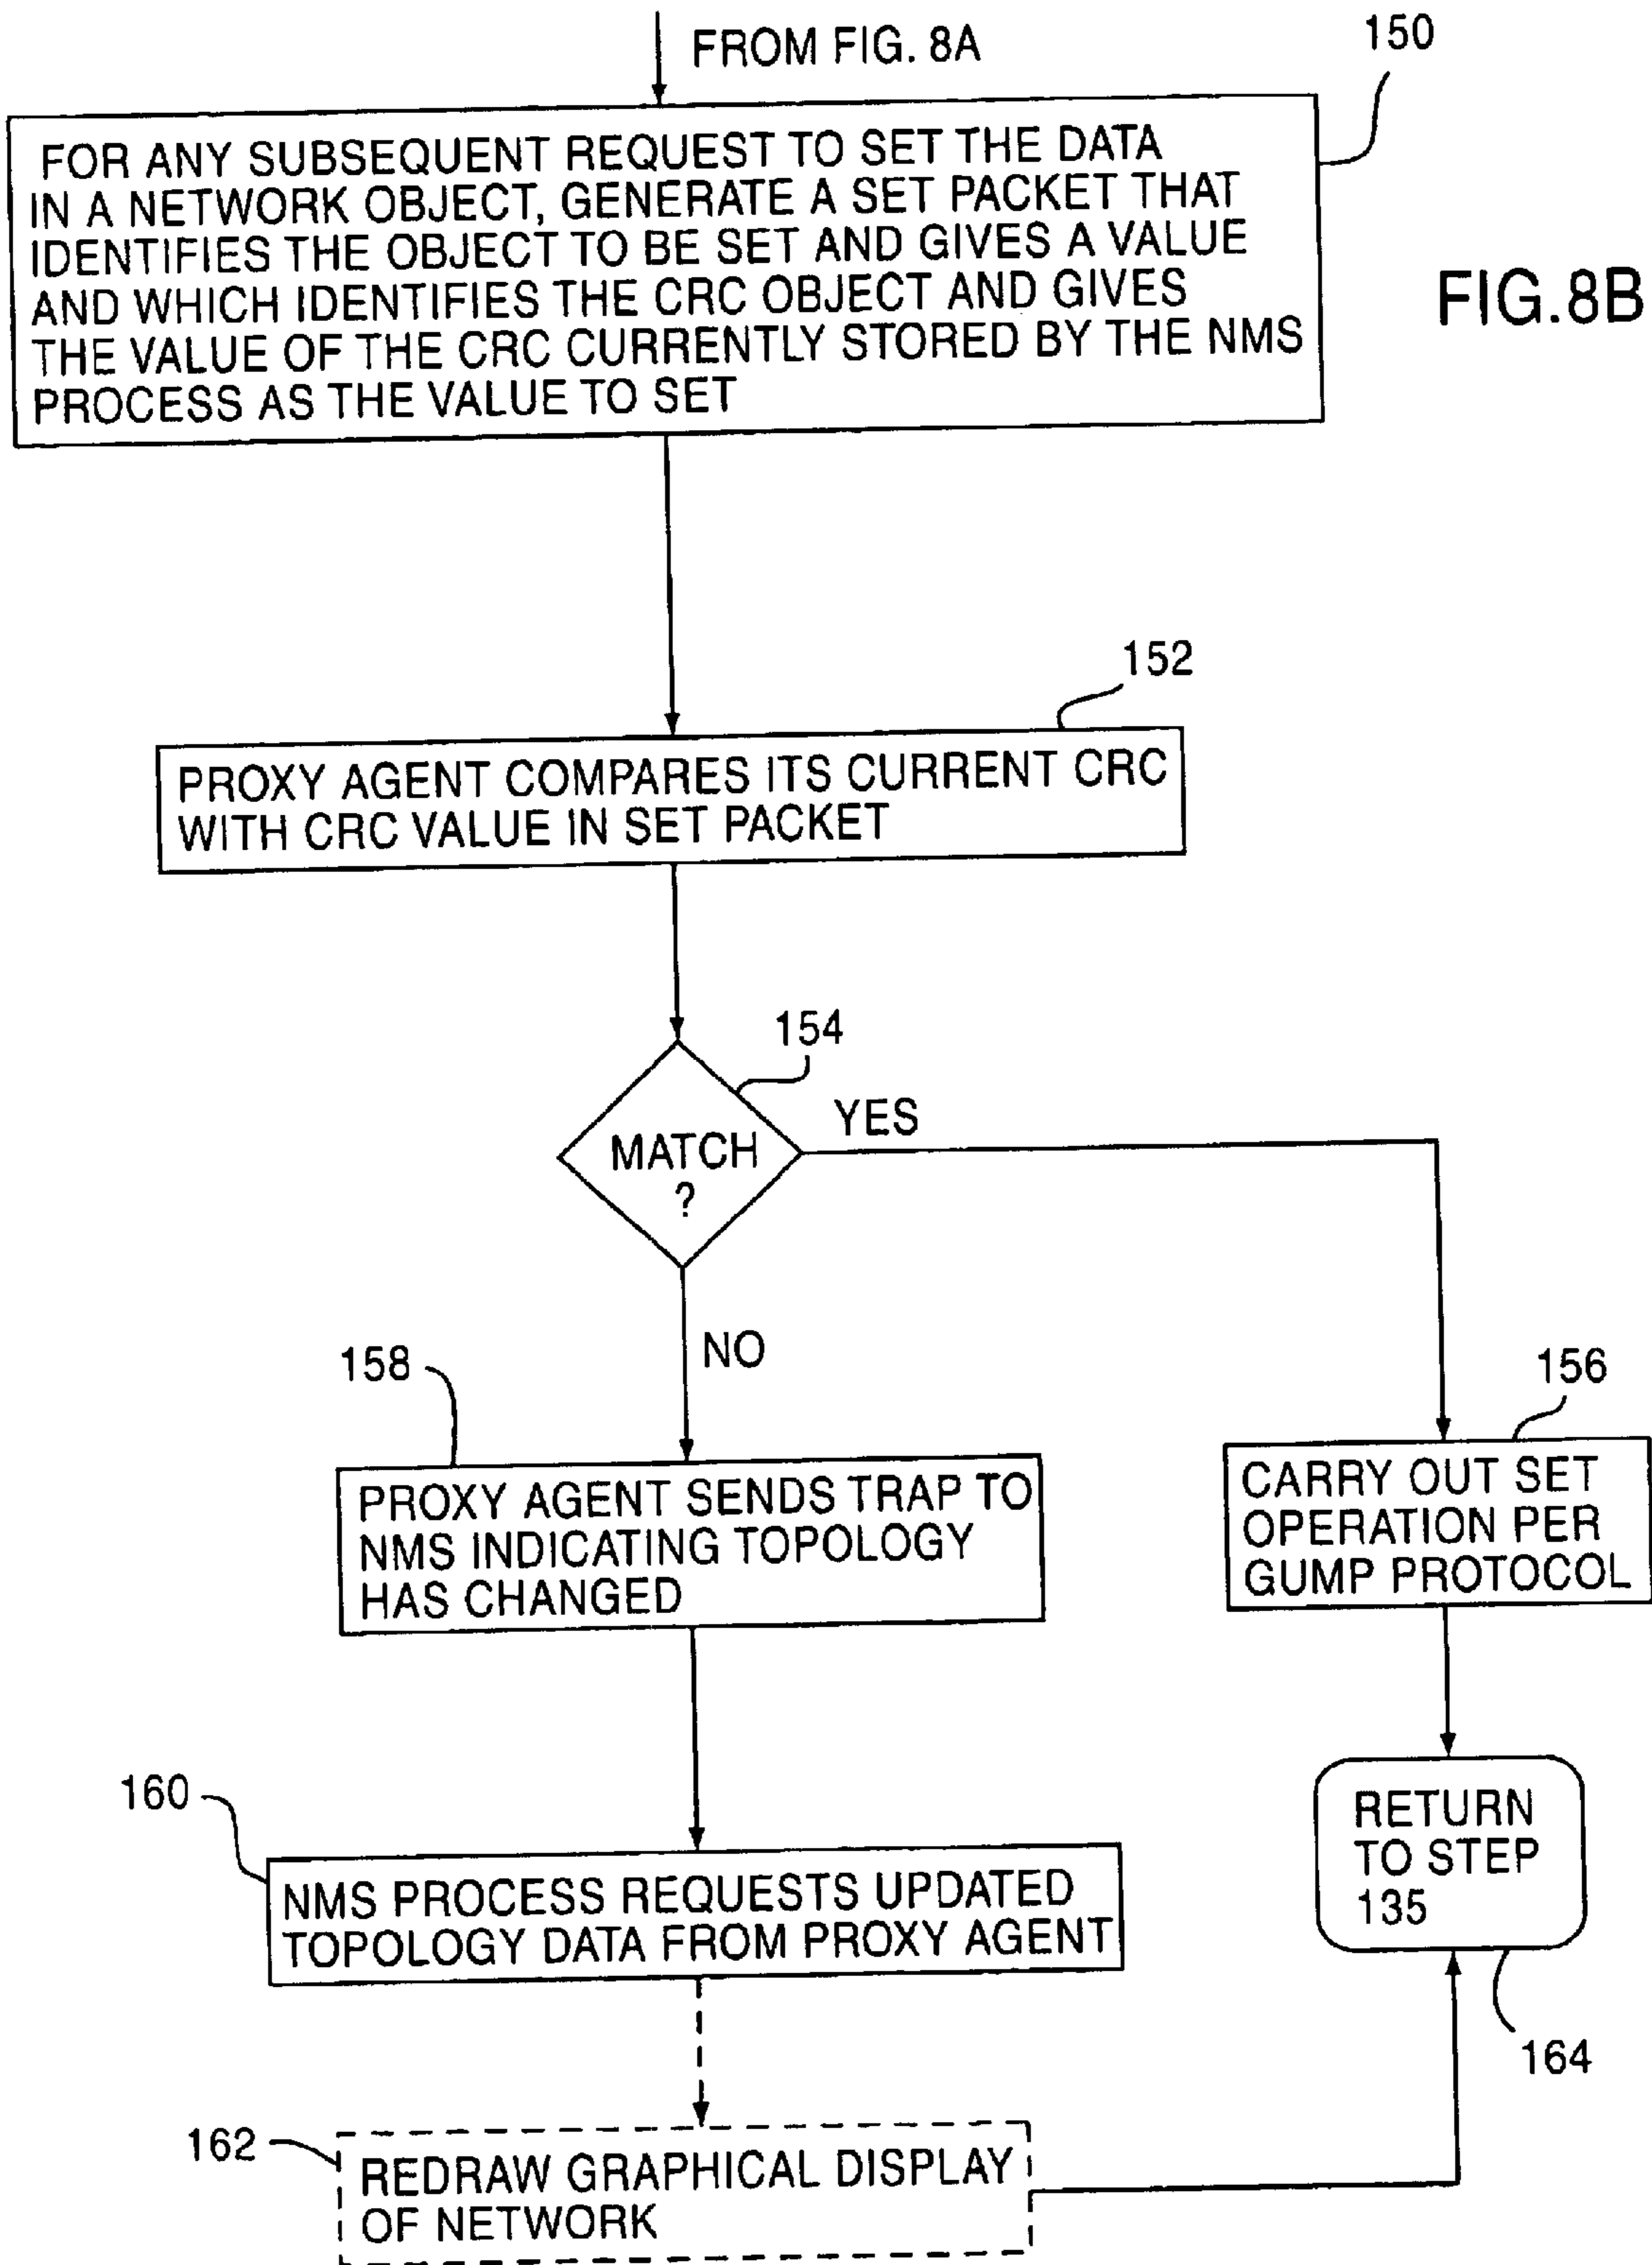 FROM FIG. 8A
150
FOR ANY SUBSEQUENT REQUEST TO SET THE DATA
IN A NETWORK OBJECT, GENERATE A SET PACKET THAT
IDENTIFIES THE OBJECT TO BE SET AND GIVES A VALUE
AND WHICH IDENTIFIES THE CRC OBJECT AND GIVES
THE VALUE OF THE CRC CURRENTLY STORED BY THE NMS
PROCESS AS THE VALUE TO SET
FIG.8B
152
PROXY AGENT COMPARES ITS CURRENT CRC
WITH CRC VALUE IN SET PACKET
154
MATCH
?
YES
NO
158
PROXY AGENT SENDS TRAP TO
NMS INDICATING TOPOLOGY
HAS CHANGED
156
CARRY OUT SET
OPERATION PER
GUMP PROTOCOL
160
NMS PROCESS REQUESTS UPDATED
TOPOLOGY DATA FROM PROXY AGENT
RETURN
TO STEP
135
164
162
REDRAW GRAPHICAL DISPLAY
OF NETWORK